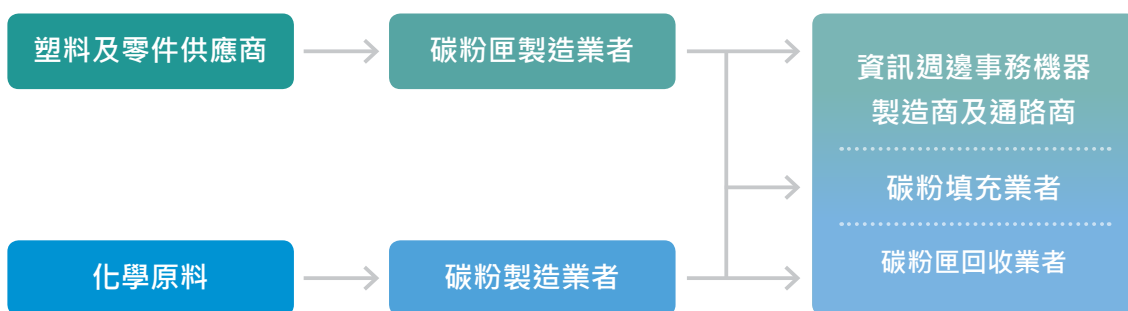 塑料及零件供應商
碳粉匣製造業者
資訊週邊事務機器
製造商及通路商
碳粉填充業者
化學原料
碳粉製造業者
碳粉匣回收業者